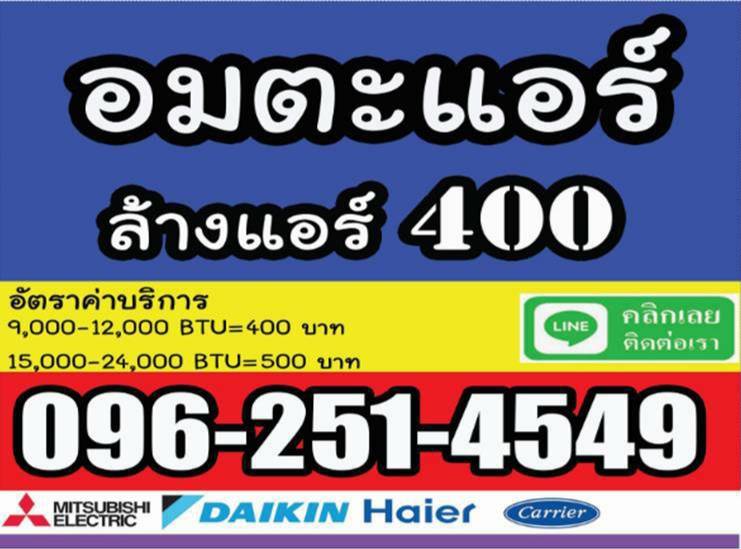 อมตะแอร์
ล้างแอร์ 400
อัตราค่าบริการ
9,000-12,000 BTU=400 บาท
15,000-24,000 BTU=500 บาท
LINE
คลิกเลย
ติดต่อเรา
096-251-4549
MITSUBISHI
ELECTRIC
DAIKIN
Haier
Carrier